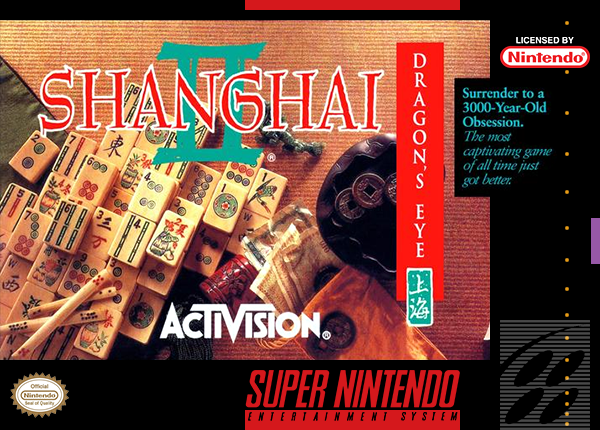 II
SHANGHAI
®
DRAGON'S EYE
上海
ACTIVISION®
LICENSED BY
Nintendo®
Surrender to a
3000-Year-Old
Obsession.
The most
captivating game
of all time just
got better.
Official
Nintendo
Seal of Quality
SUPER NINTENDO
ENTERTAINMENT SYSTEM